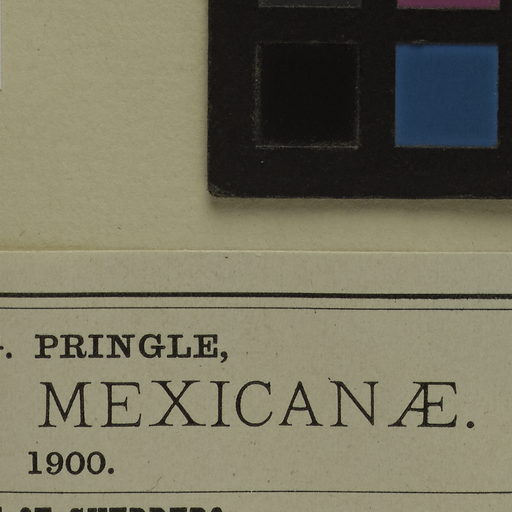 G. PRINGLE,
MEXICANÆ.
1900.